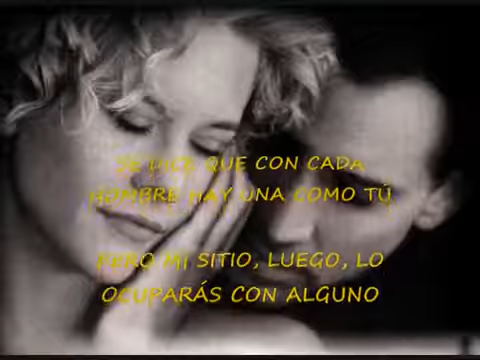 SE DICE QUE CON CADA
HOMBRE HAY UNA COMO TÚ
PERO MI SITIO, LUEGO, LO
OCUPARÁS CON ALGUNO